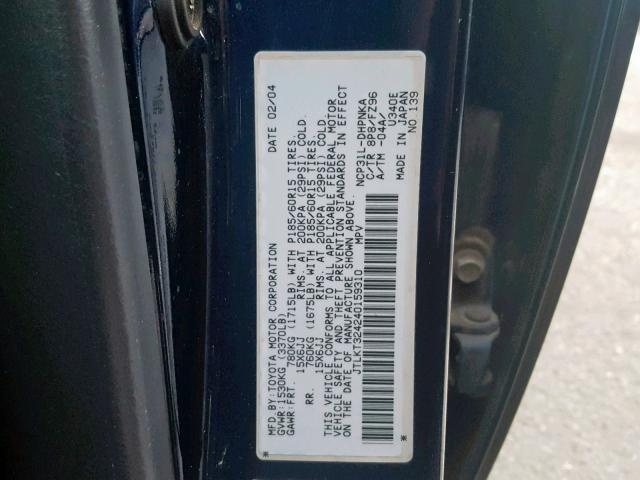 MFD.BY:TOYOTA MOTOR CORPORATION DATE 02/04
GVWR:1530KG (3370LB)
GAWR:FRT. 780KG (1715LB) WITH P185/60R15 TIRES.
15X6JJ RIMS. AT 200KPA (29PSI) COLD.
RR. 760KG (1675LB) WITH P185/60R15 TIRES.
15X6JJ RIMS. AT 200KPA (29PSI) COLD.
THIS VEHICLE CONFORMS TO ALL APPLICABLE FEDERAL MOTOR
VEHICLE SAFETY AND THEFT PREVENTION STANDARDS IN EFFECT
ON THE DATE OF MANUFACTURE SHOWN ABOVE.
JTLKT324240159310 MPV NCP31L-DHPNKA
C/TR 8P8/FZ96
A/TM -04A/ U340E
MADE IN JAPAN
NO.139